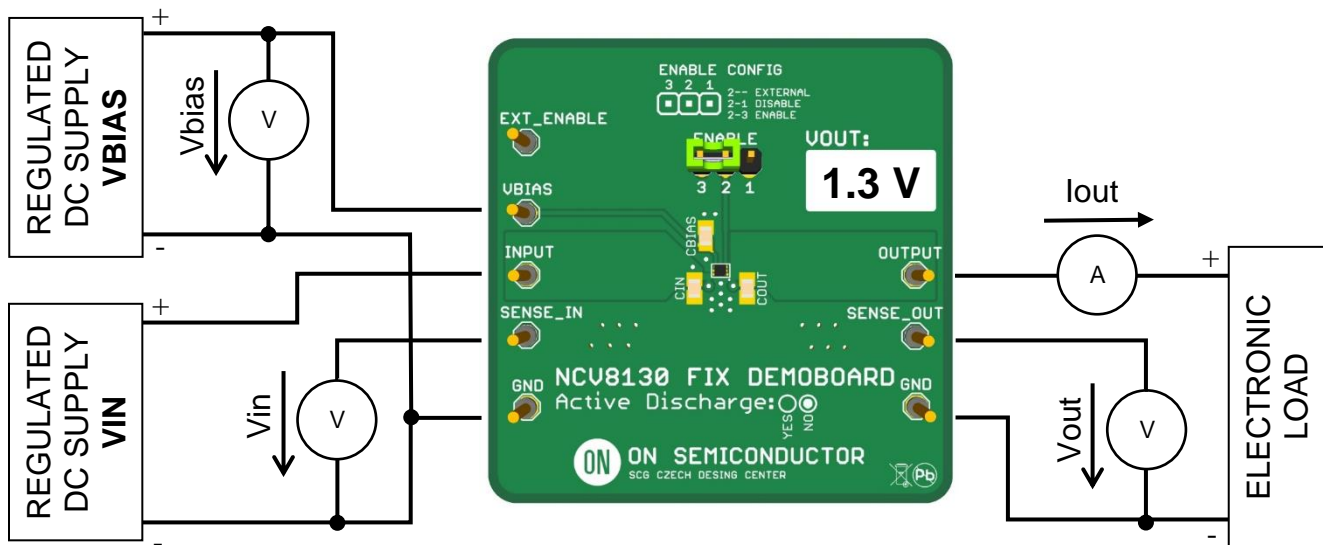 +
REGULATED
DC SUPPLY
VBIAS
-
Vbias
V
+
REGULATED
DC SUPPLY
VIN
-
Vin
V
ENABLE CONFIG
3 2 1
2-- EXTERNAL
2-1 DISABLE
2-3 ENABLE
EXT_ENABLE
ENABLE
3 2 1
VOUT:
1.3 V
VBIAS
CBIAS
INPUT
OUTPUT
CIN
COUT
SENSE_IN
SENSE_OUT
NCV8130 FIX DEMOBOARD
GND
GND
Active Discharge:
YES
NO
ON
ON SEMICONDUCTOR
SCG CZECH DESING CENTER
Pb
Iout
A
+
Vout
V
-
ELECTRONIC
LOAD